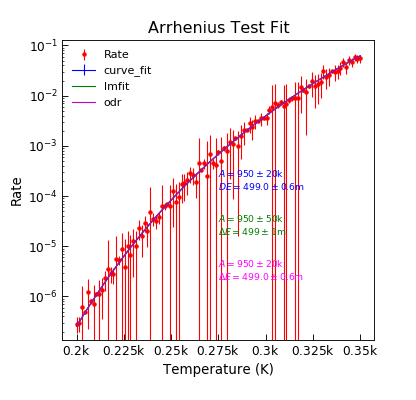 Arrhenius Test Fit
Rate
curve_fit
lmfit
odr
10⁻¹
10⁻²
10⁻³
10⁻⁴
10⁻⁵
10⁻⁶
Rate
A = 950 ± 20k
DE = 499.0 ± 0.6m
A = 950 ± 50k
ΔE = 499 ± 1m
A = 950 ± 20k
ΔE = 499.0 ± 0.6m
0.2k 0.225k 0.25k 0.275k 0.3k 0.325k 0.35k
Temperature (K)